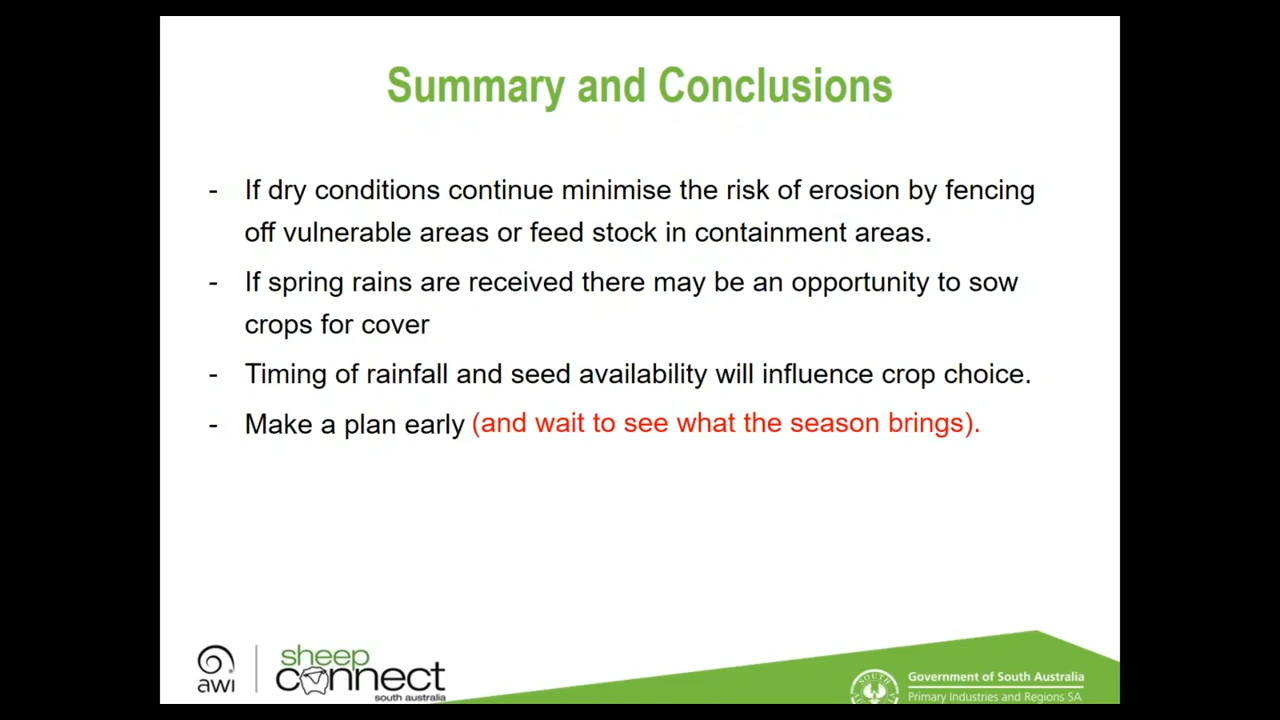 Summary and Conclusions
- If dry conditions continue minimise the risk of erosion by fencing
off vulnerable areas or feed stock in containment areas.
- If spring rains are received there may be an opportunity to sow
crops for cover
- Timing of rainfall and seed availability will influence crop choice.
- Make a plan early (and wait to see what the season brings).
awi
sheep
connect
south australia
SOUTH
Government of South Australia
Primary Industries and Regions SA